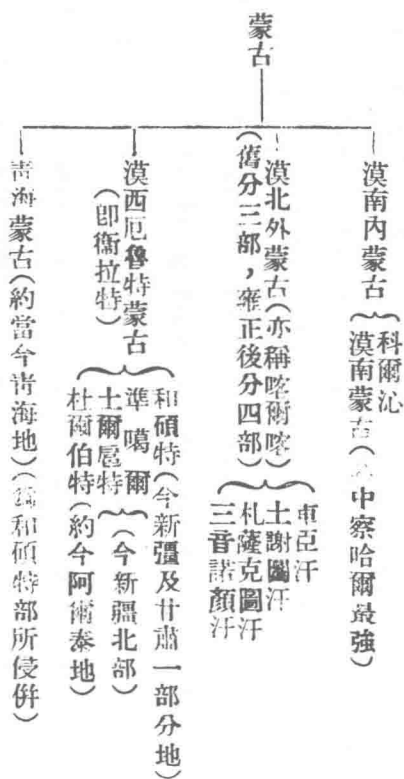 蒙古
漠南內蒙古
科爾沁
漠南蒙古(中察哈爾最強)
漠北外蒙古(亦稱喀爾喀)
(舊分三部,雍正後分四部)
車臣汗
土謝圖汗
札薩克圖汗
三音諾顏汗
漠西厄魯特蒙古
(卽衞拉特)
和碩特(今新疆及甘肅一部分地)
準噶爾
土爾扈特
(今新疆北部)
杜爾伯特(約今阿爾泰地)
靑海蒙古(約當今靑海地)(爲和碩特部所侵倂)